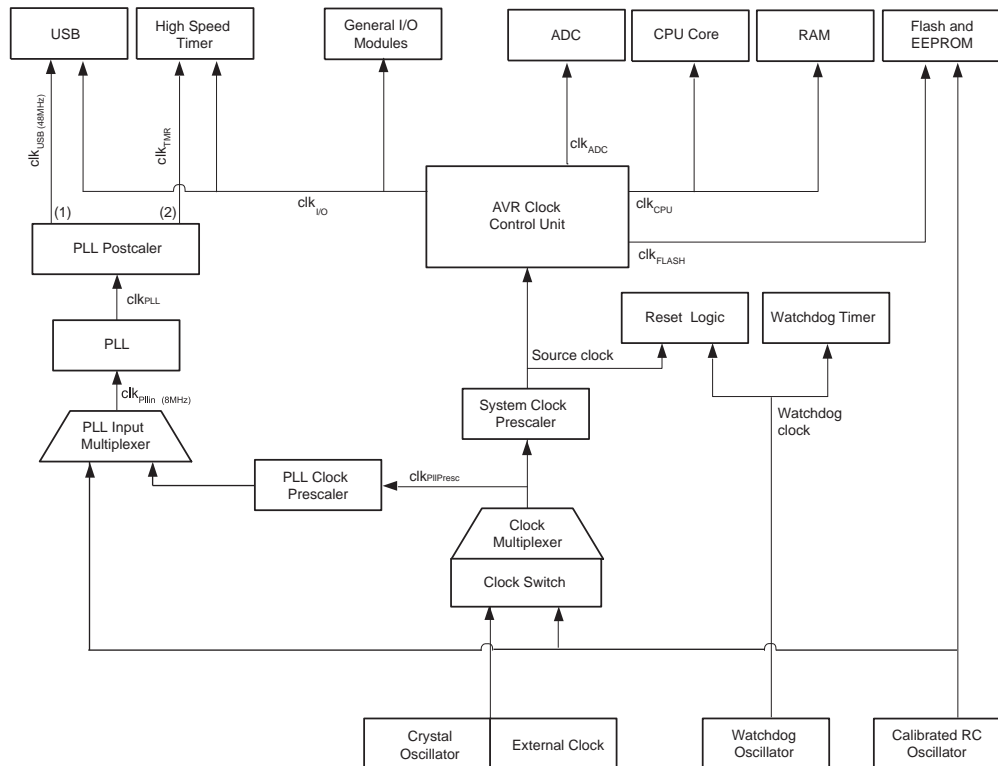 USB
High Speed
Timer
General I/O
Modules
ADC
CPU Core
RAM
Flash and
EEPROM
clkUSB (48MHz)
clkTMR
clkADC
clkI/O
AVR Clock
Control Unit
clkCPU
clkFLASH
(1)
(2)
PLL Postcaler
clkPLL
PLL
clkPllin (8MHz)
PLL Input
Multiplexer
Reset Logic
Watchdog Timer
Source clock
System Clock
Prescaler
Watchdog
clock
PLL Clock
Prescaler
clkPllPresc
Clock
Multiplexer
Clock Switch
Crystal
Oscillator
External Clock
Watchdog
Oscillator
Calibrated RC
Oscillator